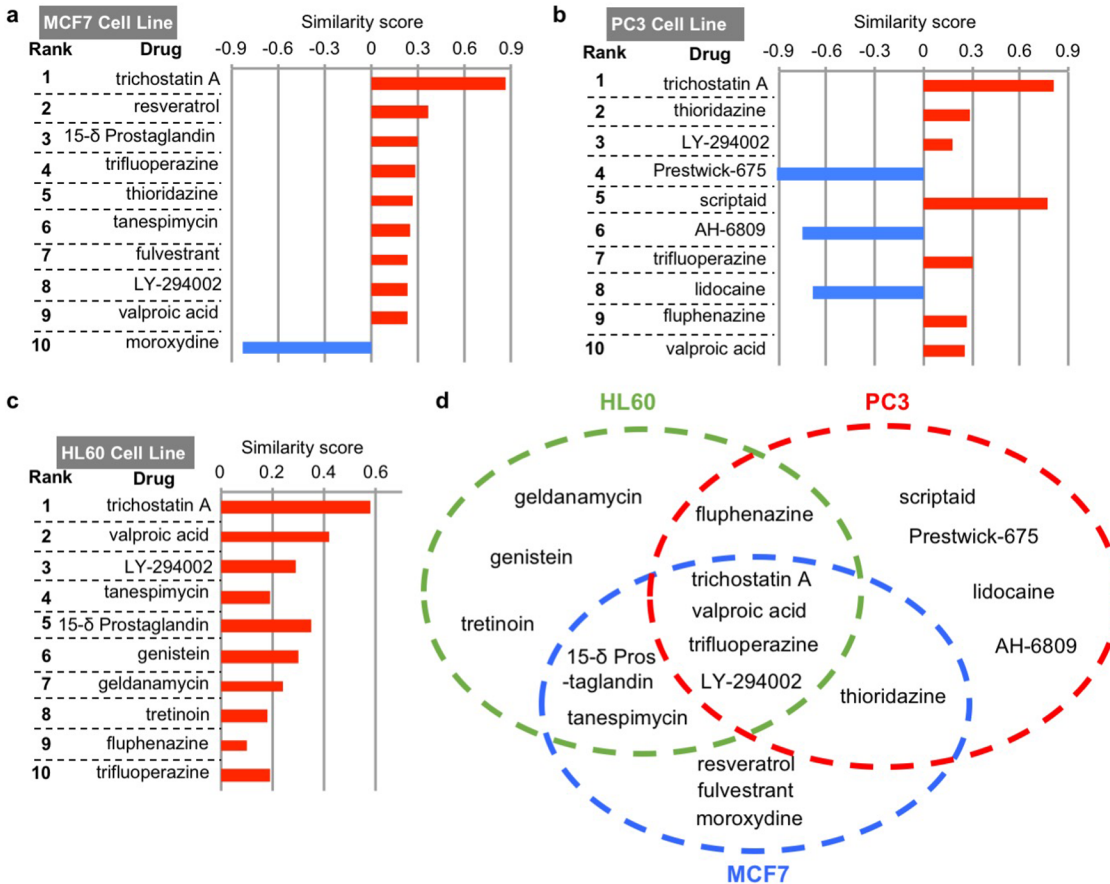 a
MCF7 Cell Line
Similarity score
Rank Drug -0.9 -0.6 -0.3 0 0.3 0.6 0.9
1 trichostatin A
2 resveratrol
3 15-δ Prostaglandin
4 trifluoperazine
5 thioridazine
6 tanespimycin
7 fulvestrant
8 LY-294002
9 valproic acid
10 moroxydine
b
PC3 Cell Line
Similarity score
Rank Drug -0.9 -0.6 -0.3 0 0.3 0.6 0.9
1 trichostatin A
2 thioridazine
3 LY-294002
4 Prestwick-675
5 scriptaid
6 AH-6809
7 trifluoperazine
8 lidocaine
9 fluphenazine
10 valproic acid
c
HL60 Cell Line
Similarity score
Rank Drug 0 0.2 0.4 0.6
1 trichostatin A
2 valproic acid
3 LY-294002
4 tanespimycin
5 15-δ Prostaglandin
6 genistein
7 geldanamycin
8 tretinoin
9 fluphenazine
10 trifluoperazine
d
HL60
PC3
geldanamycin
genistein
tretinoin
fluphenazine
scriptaid
Prestwick-675
lidocaine
AH-6809
trichostatin A
valproic acid
trifluoperazine
LY-294002
15-δ Pros
-taglandin
tanespimycin
thioridazine
resveratrol
fulvestrant
moroxydine
MCF7